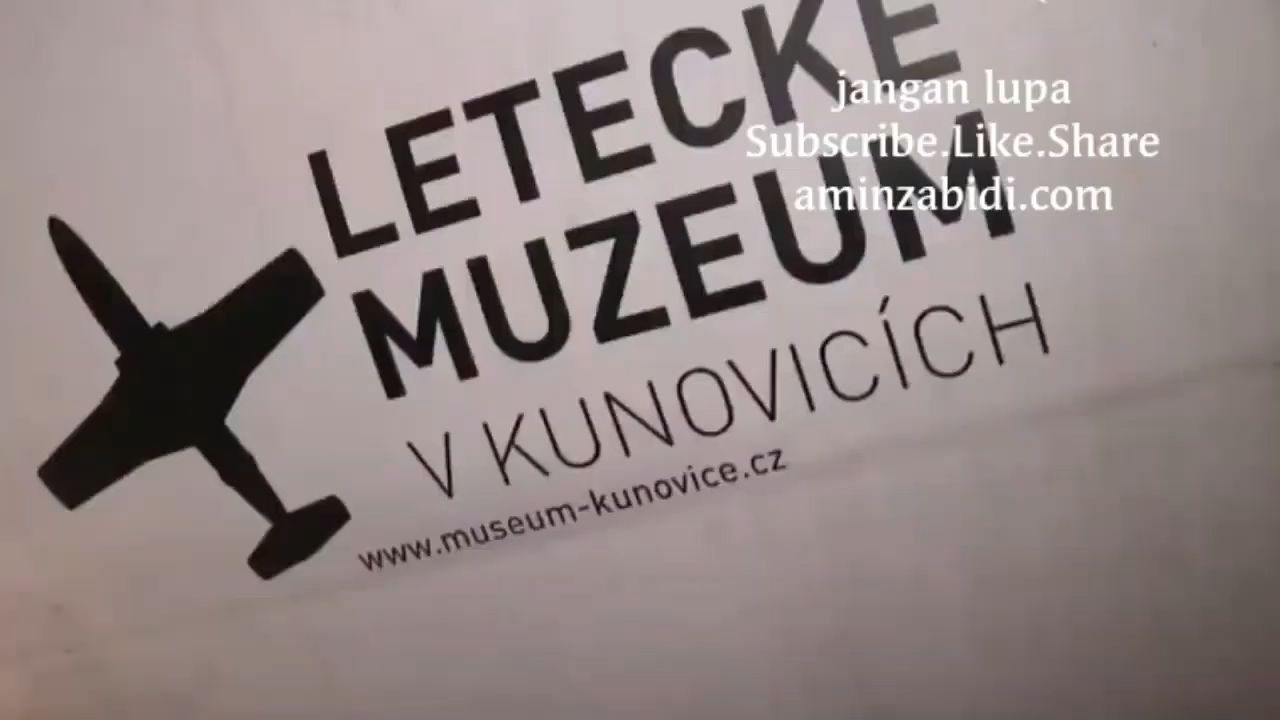 LETECKÉ
MUZEUM
V KUNOVICÍCH
www.museum-kunovice.cz
jangan lupa
Subscribe.Like.Share
aminzabidi.com